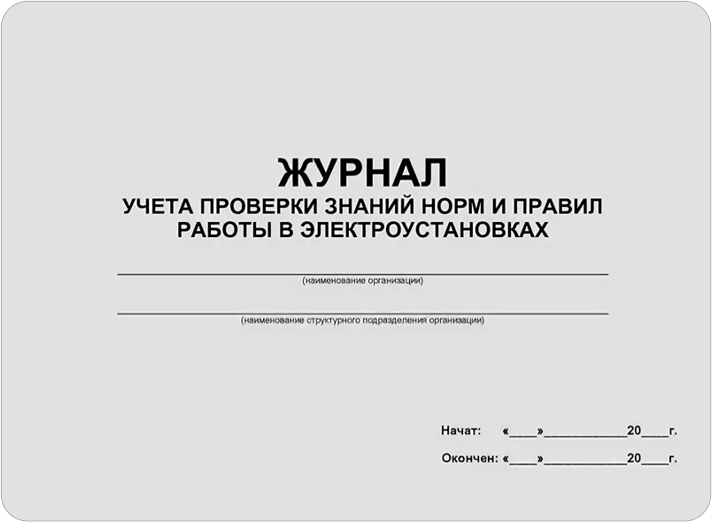 ЖУРНАЛ
УЧЕТА ПРОВЕРКИ ЗНАНИЙ НОРМ И ПРАВИЛ
РАБОТЫ В ЭЛЕКТРОУСТАНОВКАХ
(наименование организации)
(наименование структурного подразделения организации)
Начат: «____»____________20____г.
Окончен: «____»____________20____г.